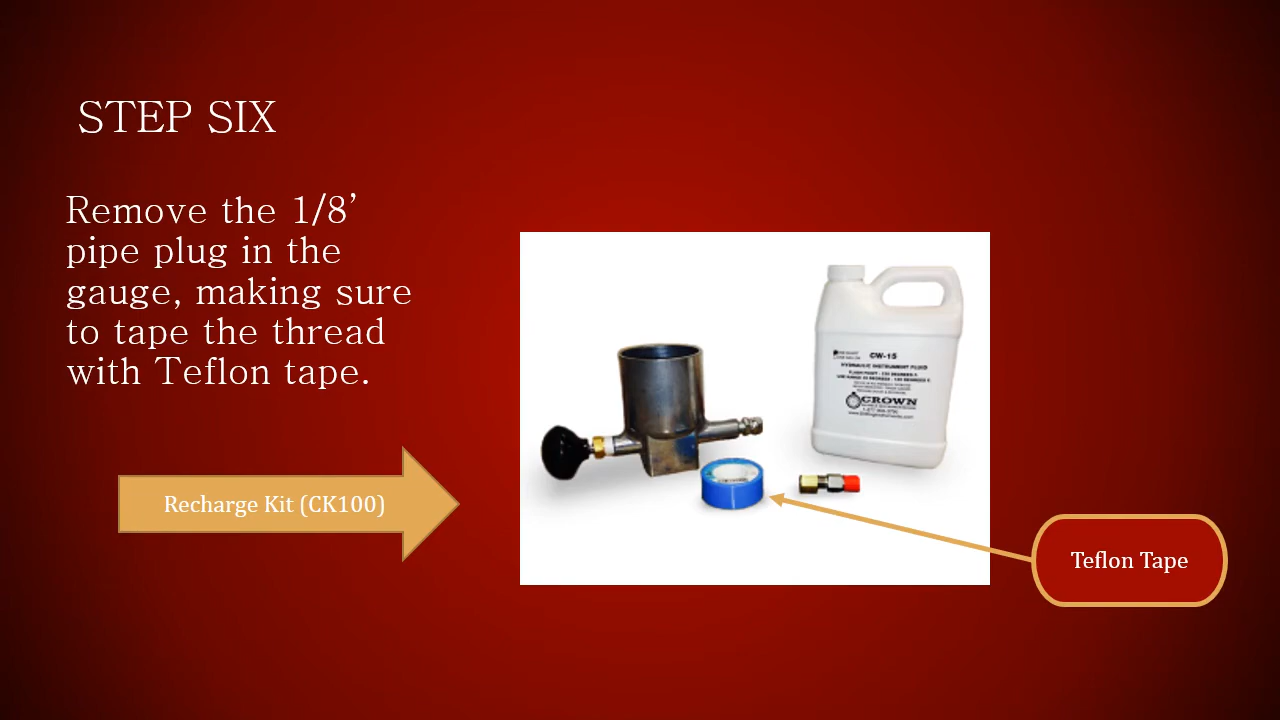 STEP SIX
Remove the 1/8’
pipe plug in the
gauge, making sure
to tape the thread
with Teflon tape.
Recharge Kit (CK100)
CW-15
HYDRAULIC INSTRUMENT FLUID
CROWN
Teflon Tape